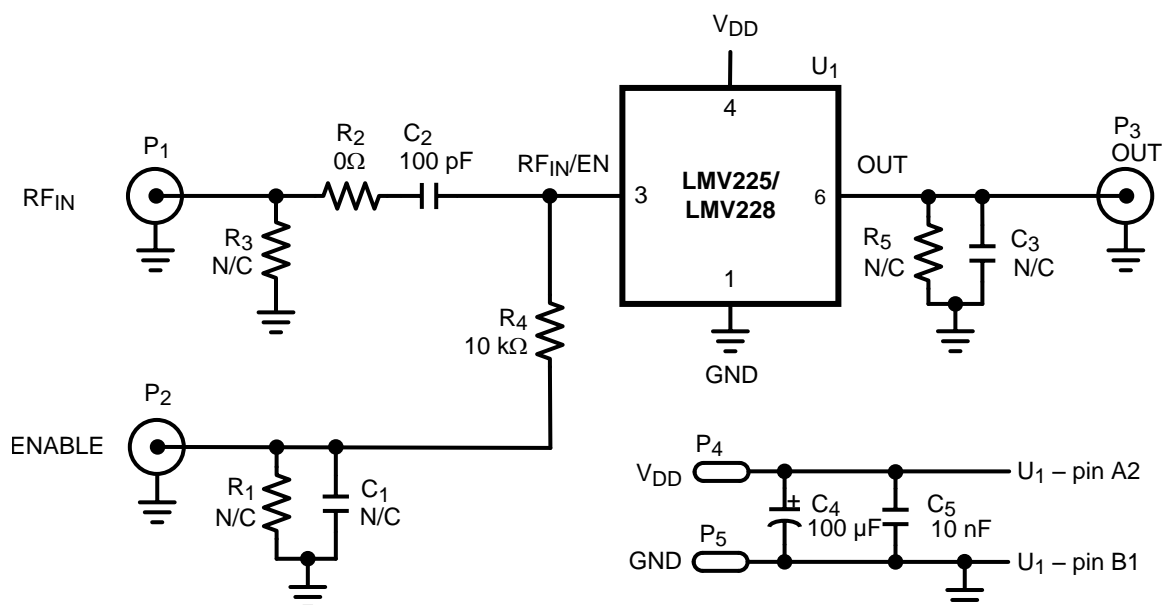 VDD
U1
4
P1
R2
0Ω
C2
100 pF
RFIN/EN
OUT
P3
OUT
RFIN
3
LMV225/
LMV228
6
R3
N/C
R5
N/C
C3
N/C
1
R4
10 kΩ
GND
P2
ENABLE
R1
N/C
C1
N/C
P4
VDD
U1 – pin A2
+
C4
100 µF
C5
10 nF
P5
GND
U1 – pin B1